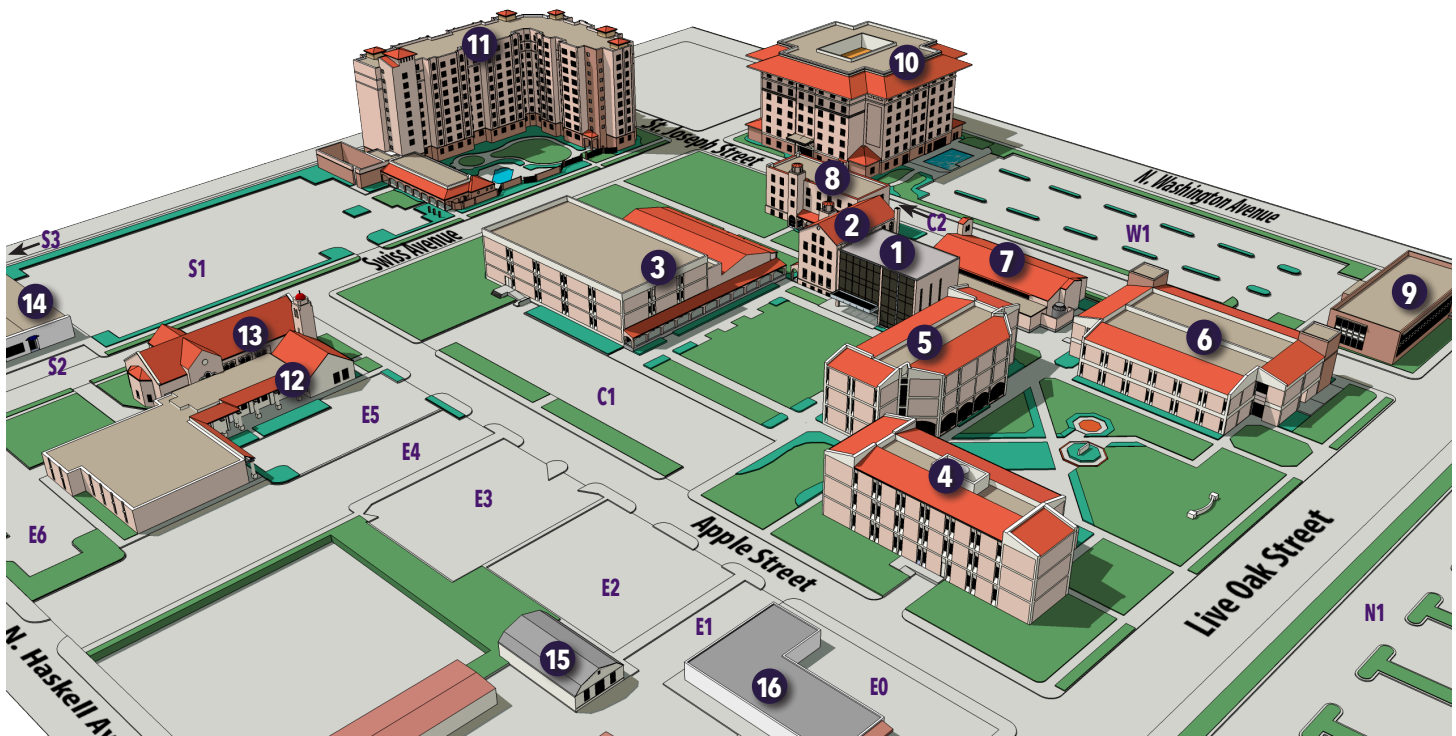 11
10
St. Joseph Street
8
N. Washington Avenue
2
C2
W1
S3
Swiss Avenue
1
S1
3
7
9
14
13
5
6
S2
12
C1
E5
E4
4
E3
E6
Apple Street
Live Oak Street
E2
N1
E1
N. Haskell Av
15
16
E0